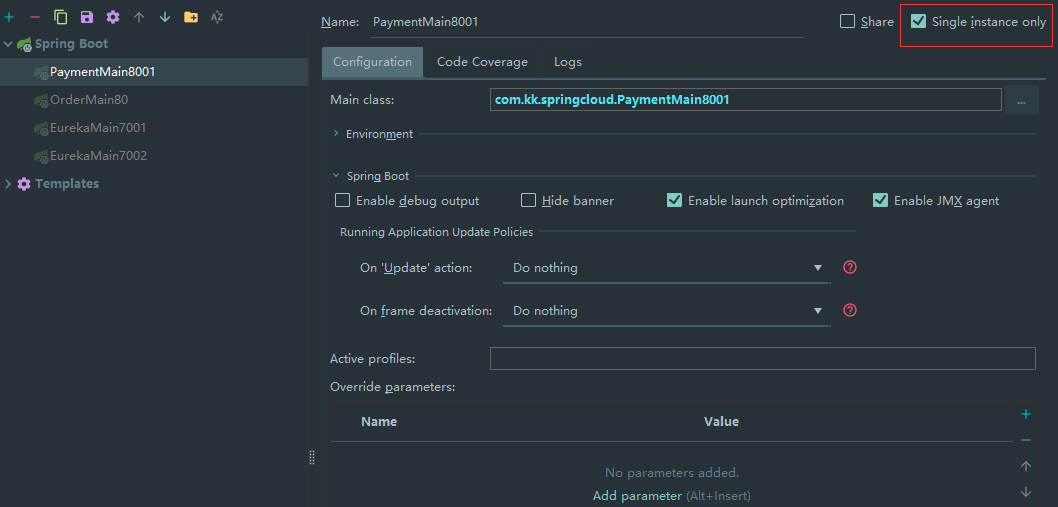 Name: PaymentMain8001 Share Single instance only
Spring Boot
PaymentMain8001
OrderMain80
EurekaMain7001
EurekaMain7002
Templates
Configuration Code Coverage Logs
Main class: com.kk.springcloud.PaymentMain8001 ...
Environment
Spring Boot
Enable debug output Hide banner Enable launch optimization Enable JMX agent
Running Application Update Policies
On 'Update' action: Do nothing
On frame deactivation: Do nothing
Active profiles:
Override parameters:
Name Value
No parameters added.
Add parameter (Alt+Insert)